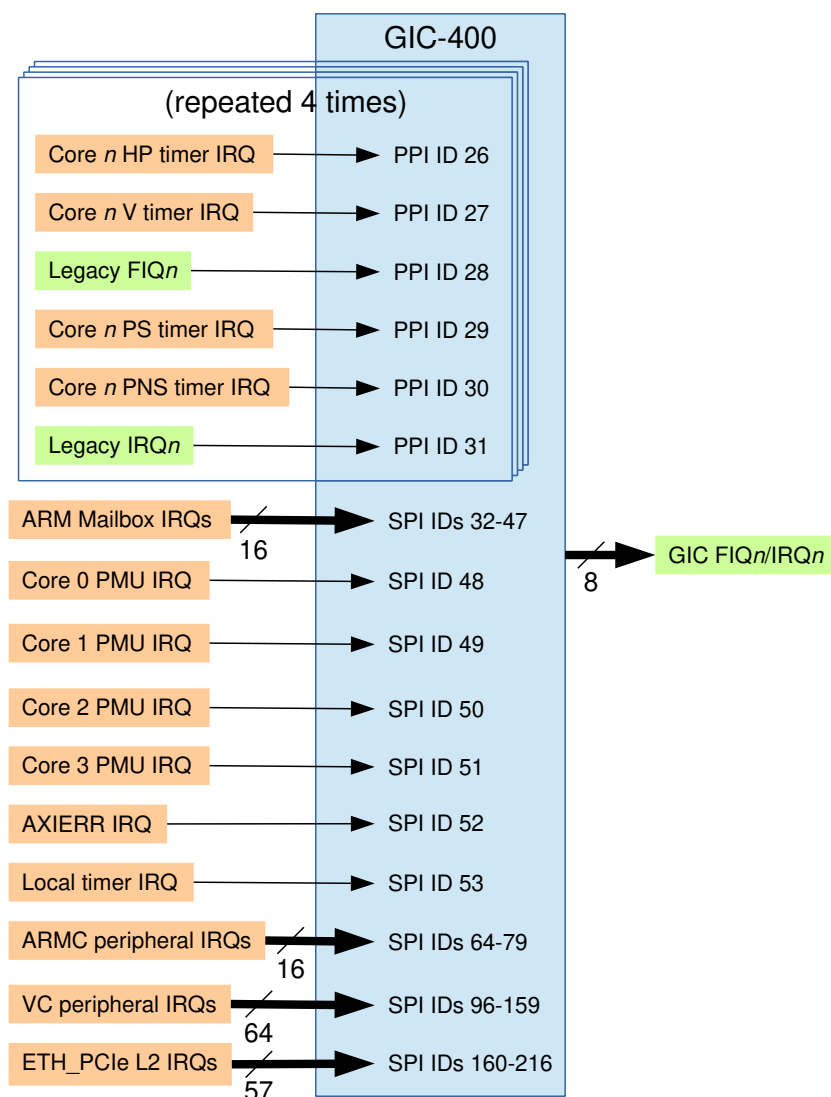 GIC-400
(repeated 4 times)
Core n HP timer IRQ PPI ID 26
Core n V timer IRQ PPI ID 27
Legacy FIQn PPI ID 28
Core n PS timer IRQ PPI ID 29
Core n PNS timer IRQ PPI ID 30
Legacy IRQn PPI ID 31
ARM Mailbox IRQs 16 SPI IDs 32-47
8 GIC FIQn/IRQn
Core 0 PMU IRQ SPI ID 48
Core 1 PMU IRQ SPI ID 49
Core 2 PMU IRQ SPI ID 50
Core 3 PMU IRQ SPI ID 51
AXIERR IRQ SPI ID 52
Local timer IRQ SPI ID 53
ARMC peripheral IRQs 16 SPI IDs 64-79
VC peripheral IRQs 64 SPI IDs 96-159
ETH_PCIe L2 IRQs 57 SPI IDs 160-216